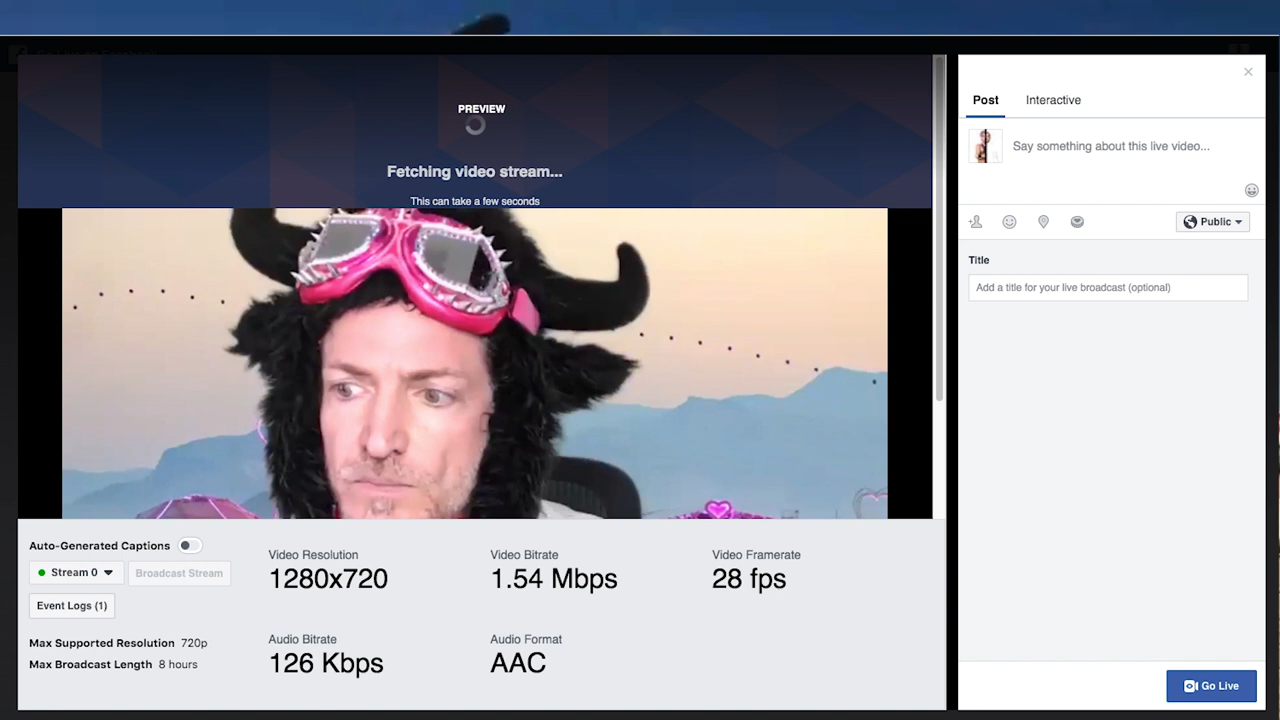 PREVIEW
Fetching video stream...
This can take a few seconds
Auto-Generated Captions
Stream 0
Broadcast Stream
Event Logs (1)
Max Supported Resolution 720p
Max Broadcast Length 8 hours
Video Resolution
1280x720
Video Bitrate
1.54 Mbps
Video Framerate
28 fps
Audio Bitrate
126 Kbps
Audio Format
AAC
Post
Interactive
Say something about this live video...
Public
Title
Add a title for your live broadcast (optional)
Go Live